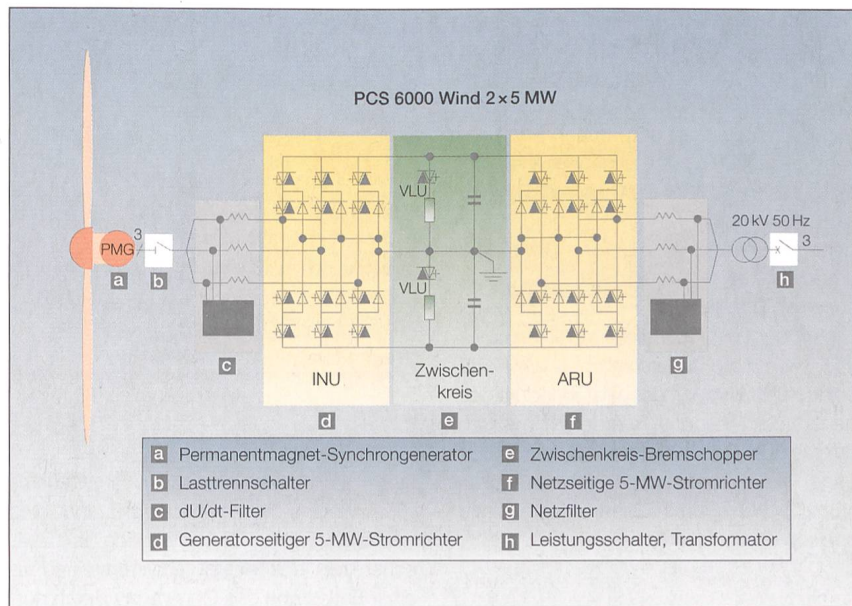 PCS 6000 Wind 2×5 MW
VLU
3
PMG
20 kV 50 Hz
3
a
b
h
VLU
c
INU
Zwischen-
kreis
ARU
g
d
e
f
a Permanentmagnet-Synchrongenerator
b Lasttrennschalter
c dU/dt-Filter
d Generatorseitiger 5-MW-Stromrichter
e Zwischenkreis-Bremschopper
f Netzseitige 5-MW-Stromrichter
g Netzfilter
h Leistungsschalter, Transformator